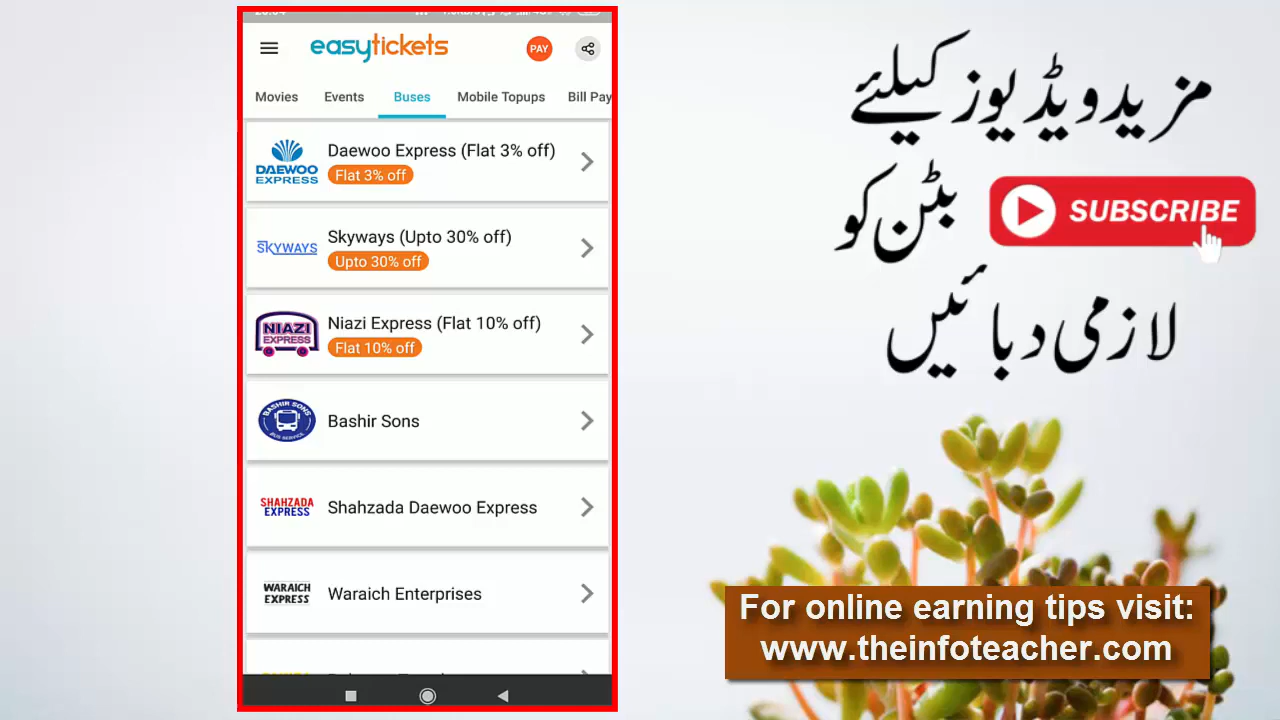 easytickets
PAY
Movies Events Buses Mobile Topups Bill Pay
DAEWOO EXPRESS
Daewoo Express (Flat 3% off)
Flat 3% off
SKYWAYS
Skyways (Upto 30% off)
Upto 30% off
NIAZI EXPRESS
Niazi Express (Flat 10% off)
Flat 10% off
BASHIR SONS
BUS SERVICE
Bashir Sons
SHAHZADA EXPRESS
Shahzada Daewoo Express
WARAICH EXPRESS
Waraich Enterprises
مزید ویڈیوز کیلئے
SUBSCRIBE بٹن کو
لازمی دبائیں
For online earning tips visit:
www.theinfoteacher.com